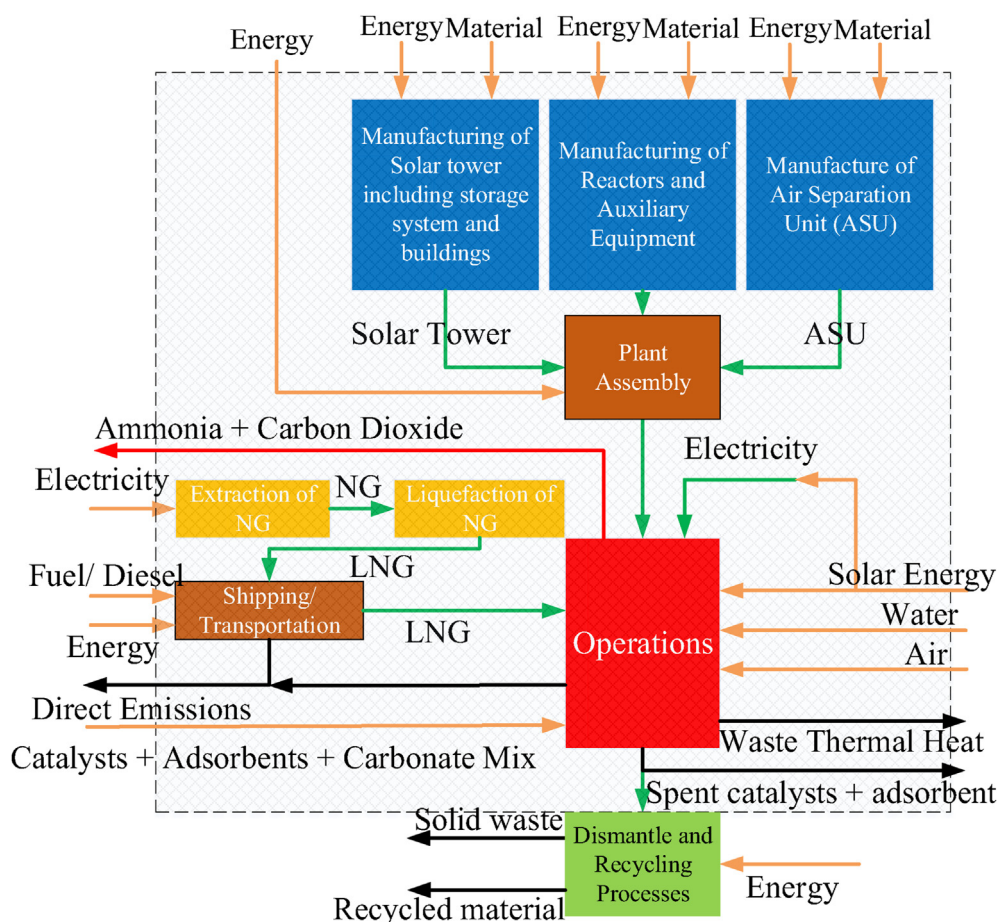 Energy
Energy Material
Energy Material
Energy Material
Manufacturing of
Solar tower
including storage
system and
buildings
Manufacturing of
Reactors and
Auxiliary
Equipment
Manufacture of
Air Separation
Unit (ASU)
Solar Tower
ASU
Plant
Assembly
Ammonia + Carbon Dioxide
Electricity
Electricity
Extraction of
NG
NG
Liquefaction of
NG
LNG
Fuel/ Diesel
Shipping/
Transportation
LNG
Energy
Operations
Solar Energy
Water
Air
Direct Emissions
Catalysts + Adsorbents + Carbonate Mix
Waste Thermal Heat
Spent catalysts + adsorbent
Solid waste
Dismantle and
Recycling
Processes
Energy
Recycled material